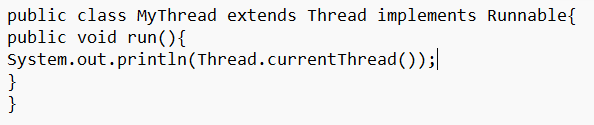 public class MyThread extends Thread implements Runnable{
public void run(){
System.out.println(Thread.currentThread());
}
}